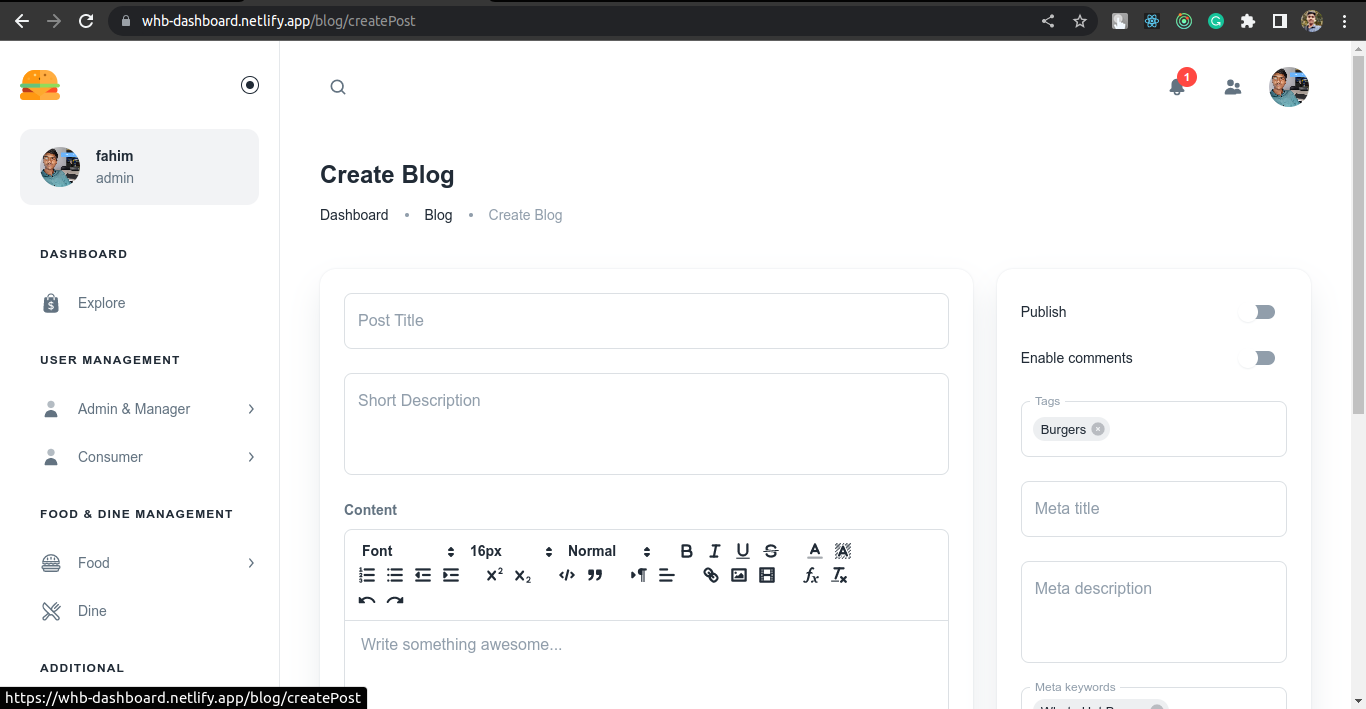 whb-dashboard.netlify.app/blog/createPost
1
fahim
admin
DASHBOARD
Explore
USER MANAGEMENT
Admin & Manager
Consumer
FOOD & DINE MANAGEMENT
Food
Dine
ADDITIONAL
Create Blog
Dashboard • Blog • Create Blog
Post Title
Short Description
Content
Font 16px Normal
Write something awesome...
Publish
Enable comments
Tags
Burgers
Meta title
Meta description
Meta keywords
https://whb-dashboard.netlify.app/blog/createPost